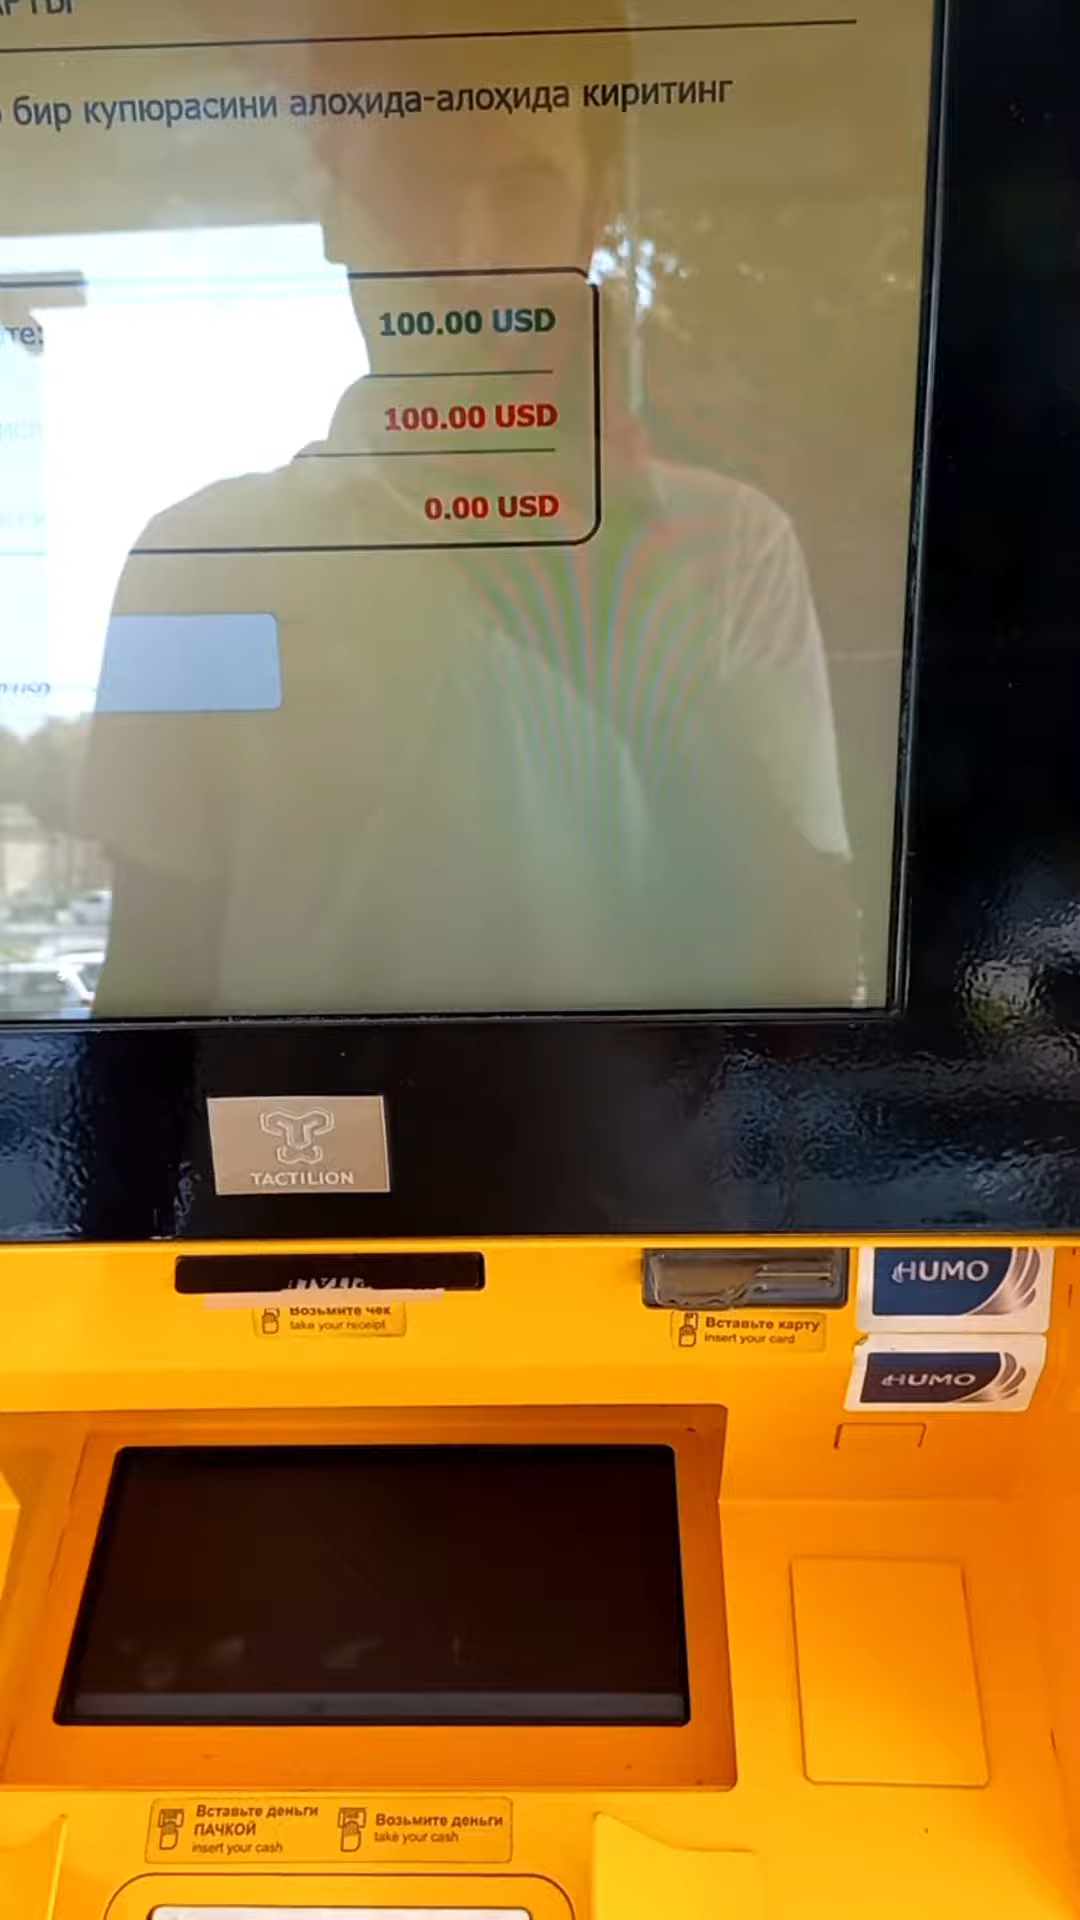 бир купюрасини алоҳида-алоҳида киритинг
100.00 USD
100.00 USD
0.00 USD
USD
TACTILION
Возьмите чек
take your receipt
Вставьте карту
insert your card
HUMO
HUMO
Вставьте деньги
ПАЧКОЙ
insert your cash
Возьмите деньги
take your cash